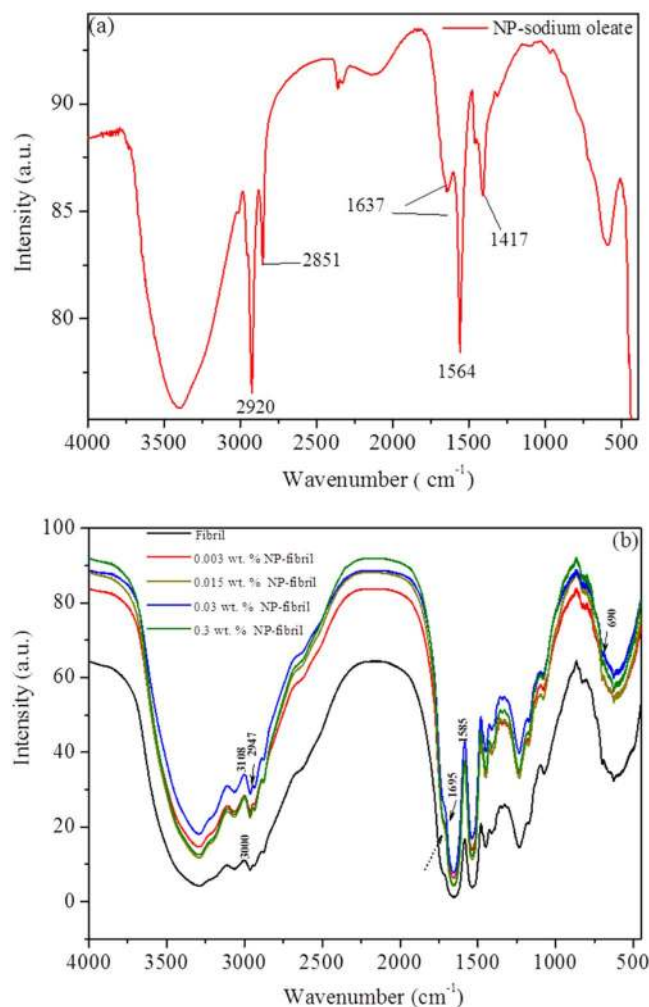 (a)
NP-sodium oleate
90
85
80
Intensity (a.u.)
1637
2851
1417
2920
1564
4000 3500 3000 2500 2000 1500 1000 500
Wavenumber ( cm-1)
(b)
Fibril
0.003 wt. % NP-fibril
0.015 wt. % NP-fibril
0.03 wt. % NP-fibril
0.3 wt. % NP-fibril
100
80
60
40
20
0
Intensity (a.u.)
3108
2947
3000
1695
1585
690
4000 3500 3000 2500 2000 1500 1000 500
Wavenumber (cm-1)